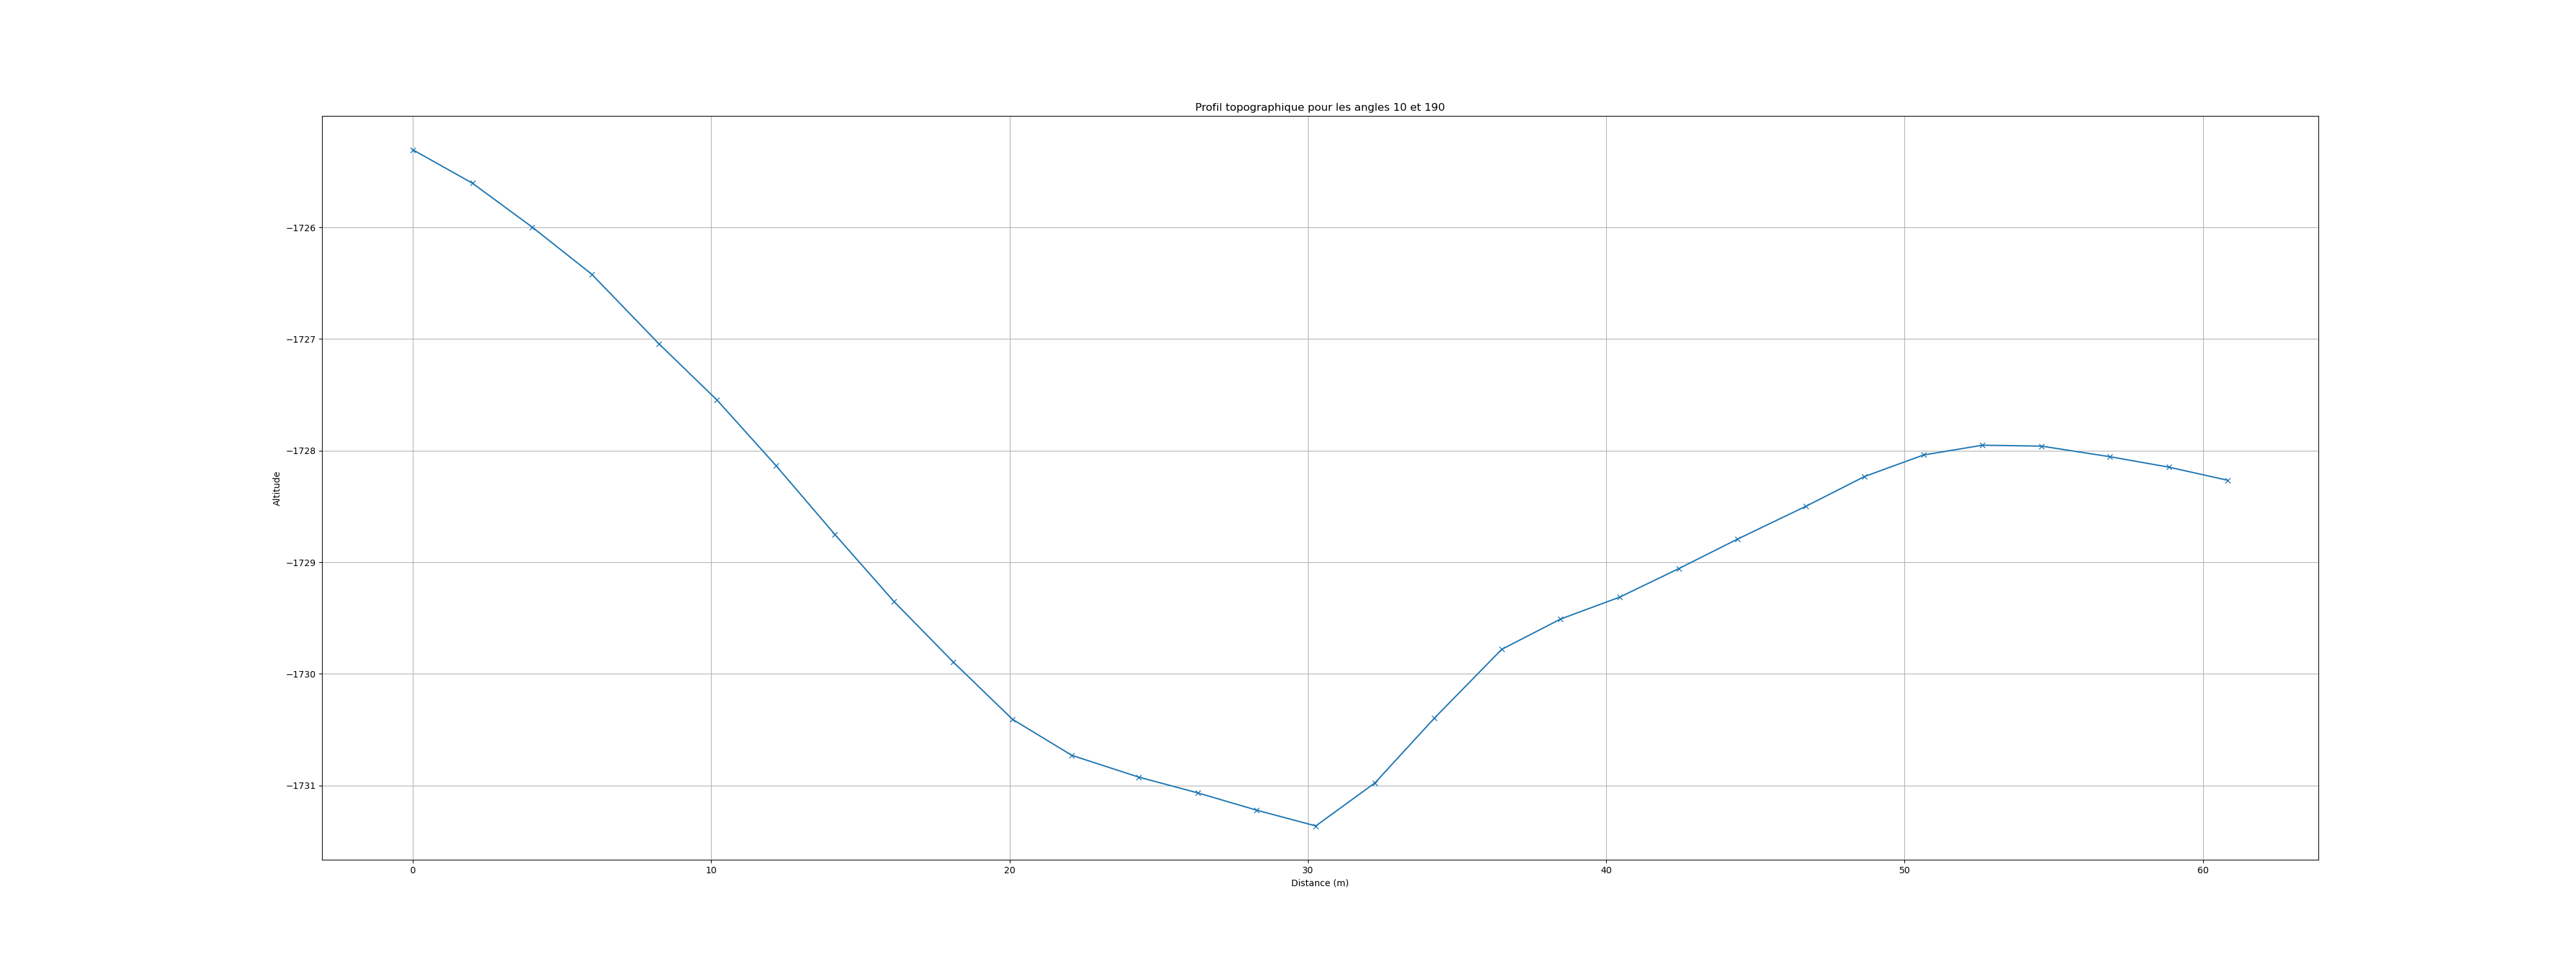 Profil topographique pour les angles 10 et 190
−1726
−1727
−1728
−1729
−1730
−1731
Altitude
0 10 20 30 40 50 60
Distance (m)